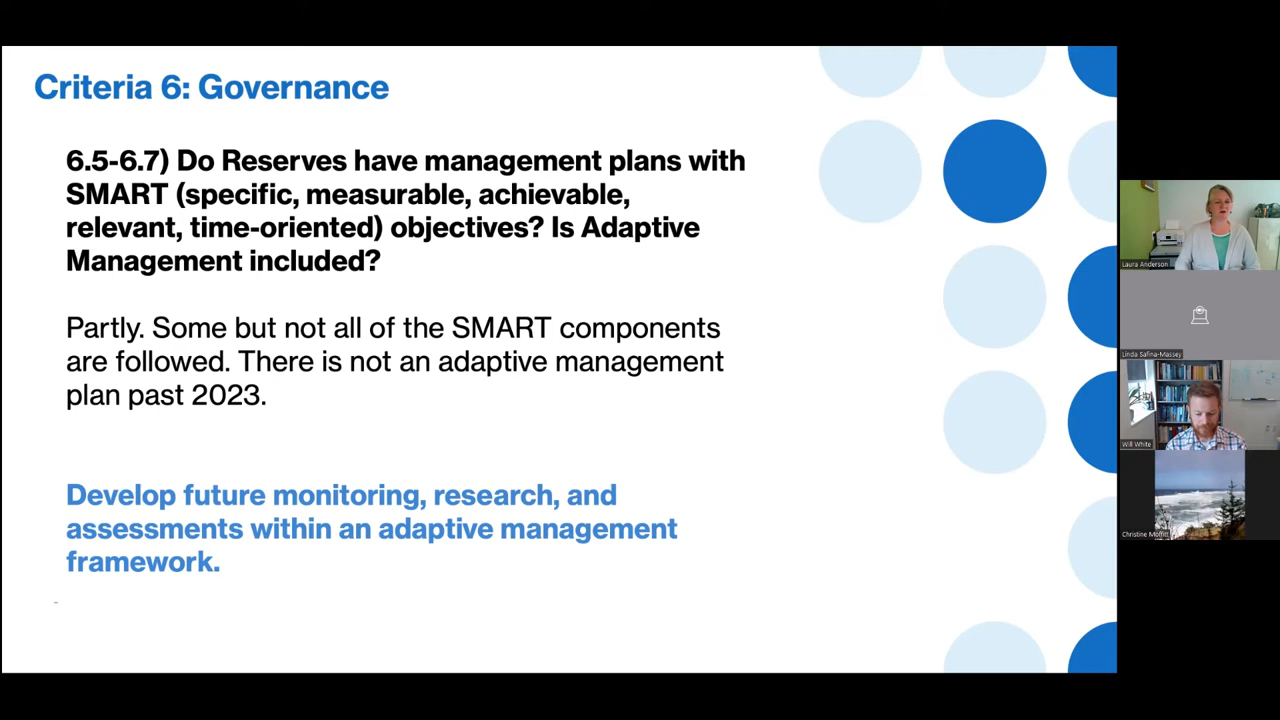 Criteria 6: Governance
6.5-6.7) Do Reserves have management plans with
SMART (specific, measurable, achievable,
relevant, time-oriented) objectives? Is Adaptive
Management included?
Partly. Some but not all of the SMART components
are followed. There is not an adaptive management
plan past 2023.
Develop future monitoring, research, and
assessments within an adaptive management
framework.
Laura Anderson
Linda Safina-Massey
Will White
Christine Moffitt